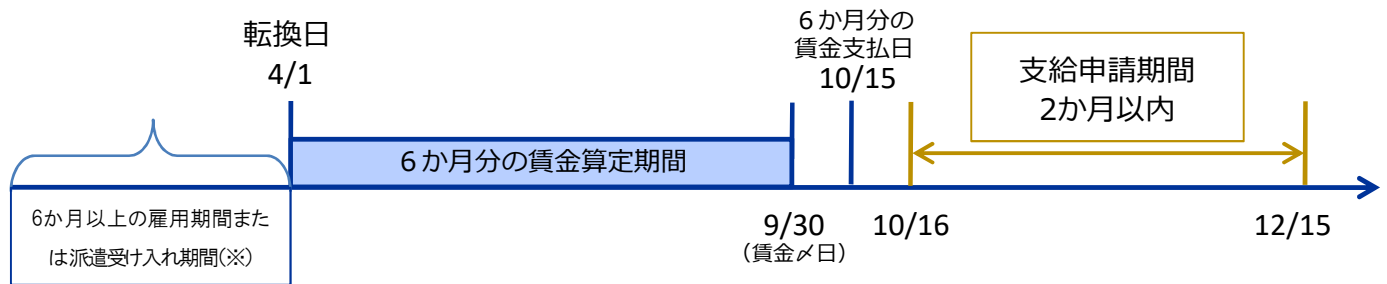 転換日
4/1
６か月分の
賃金支払日
10/15
支給申請期間
2か月以内
６か月分の賃金算定期間
6か月以上の雇用期間また
は派遣受け入れ期間(※)
9/30
（賃金〆日）
10/16
12/15